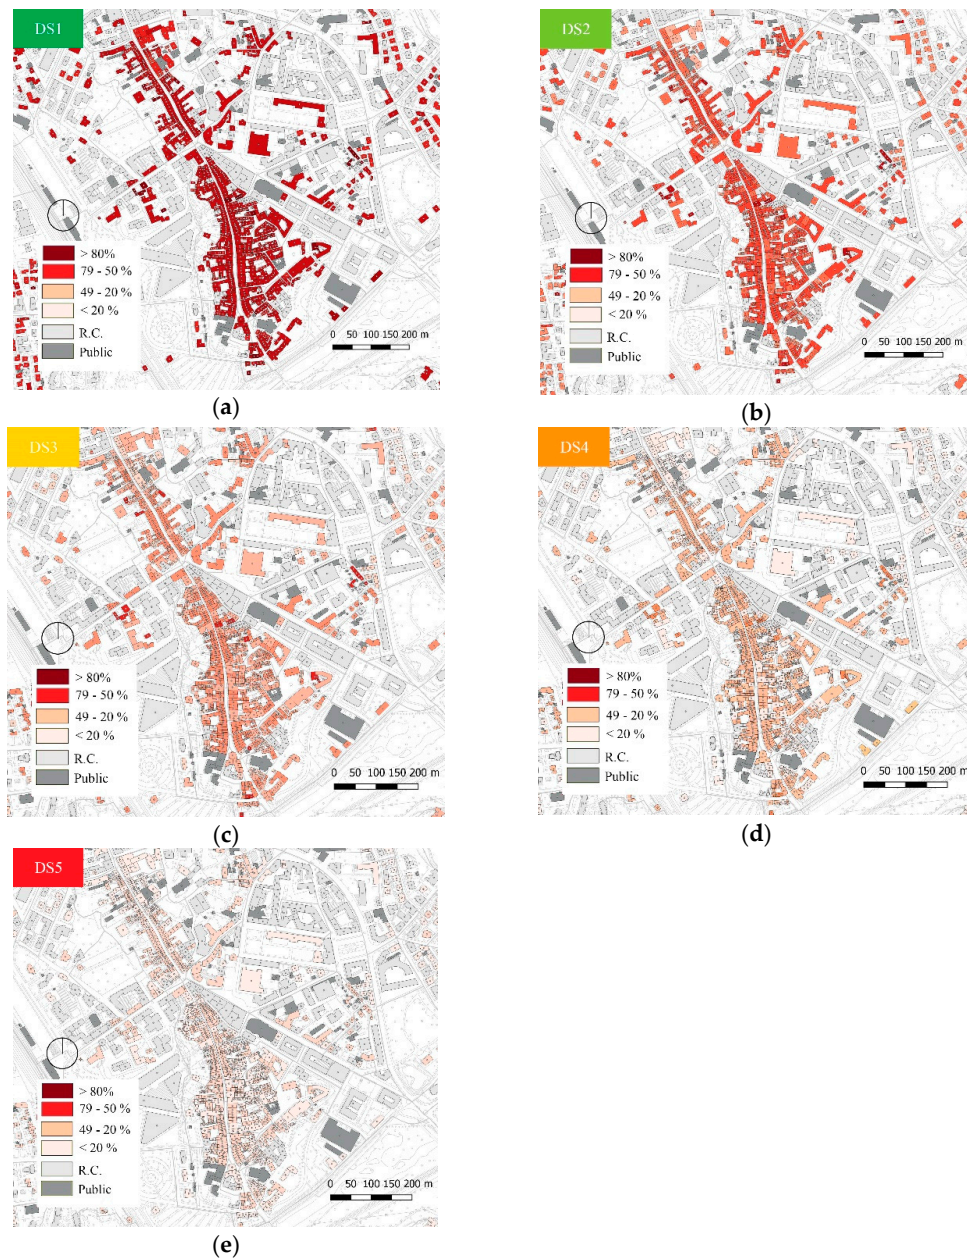 DS1
> 80%
79 - 50 %
49 - 20 %
< 20 %
R.C.
Public
0 50 100 150 200 m
(a)
DS2
> 80%
79 - 50 %
49 - 20 %
< 20 %
R.C.
Public
0 50 100 150 200 m
(b)
DS3
> 80%
79 - 50 %
49 - 20 %
< 20 %
R.C.
Public
0 50 100 150 200 m
(c)
DS4
> 80%
79 - 50 %
49 - 20 %
< 20 %
R.C.
Public
0 50 100 150 200 m
(d)
DS5
> 80%
79 - 50 %
49 - 20 %
< 20 %
R.C.
Public
0 50 100 150 200 m
(e)